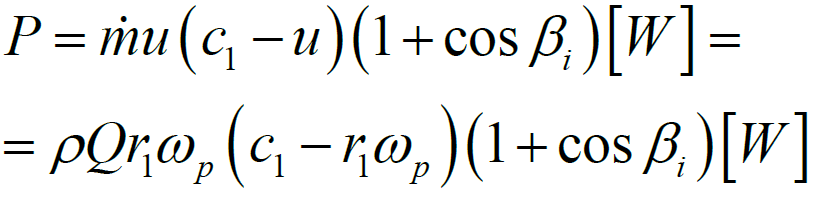 P = ṁu(c₁ − u)(1 + cos βᵢ)[W] =
= ρQr₁ωₚ(c₁ − r₁ωₚ)(1 + cos βᵢ)[W]